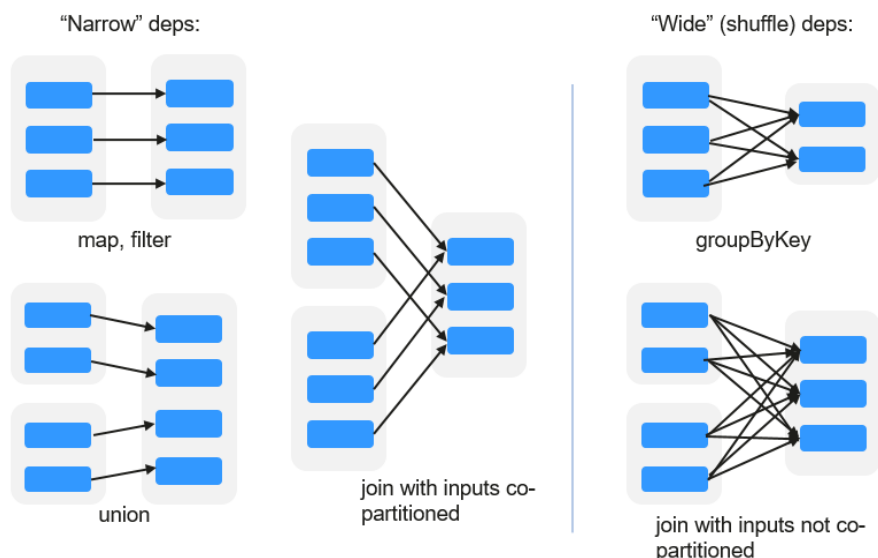 “Narrow” deps:
“Wide” (shuffle) deps:
map, filter
groupByKey
union
join with inputs co-
partitioned
join with inputs not co-
partitioned